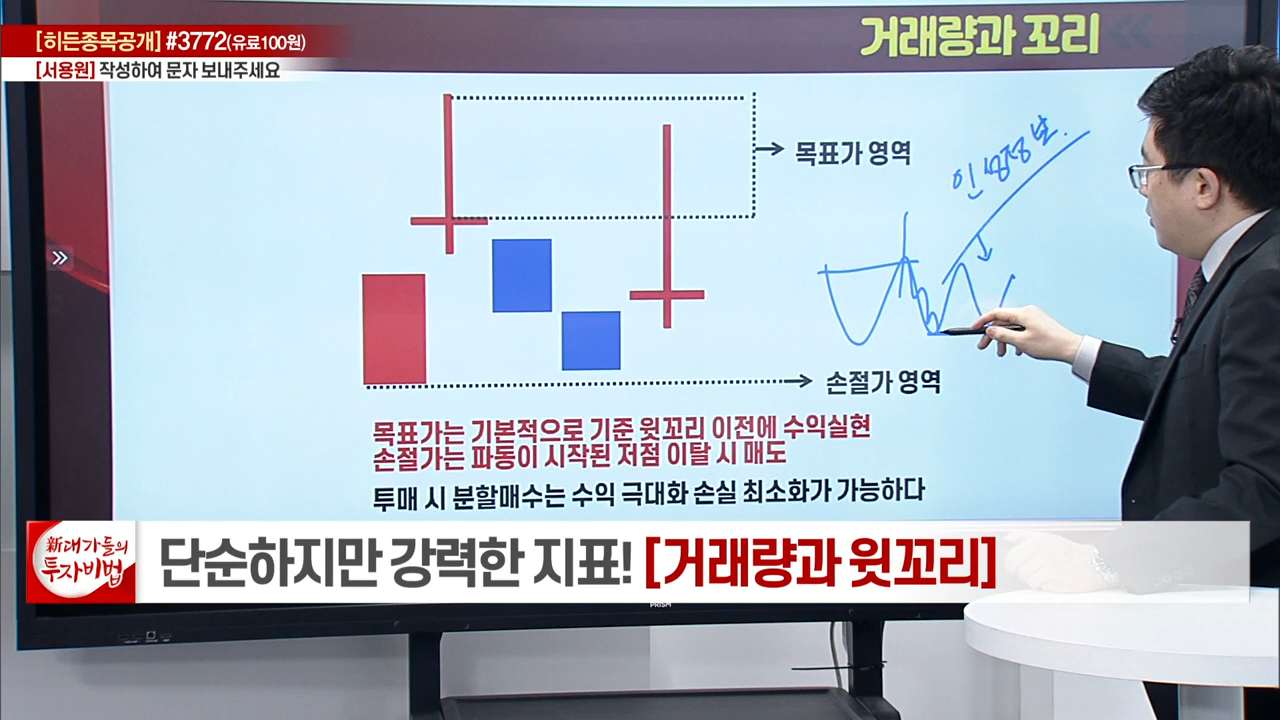 [히든종목공개] #3772(유료100원)
[서용원] 작성하여 문자 보내주세요
거래량과 꼬리
목표가 영역
손절가 영역
목표가는 기본적으로 기준 윗꼬리 이전에 수익실현
손절가는 파동이 시작된 저점 이탈 시 매도
투매 시 분할매수는 수익 극대화 손실 최소화가 가능하다
新대가들의
투자비법
단순하지만 강력한 지표! [거래량과 윗꼬리]
PRISM